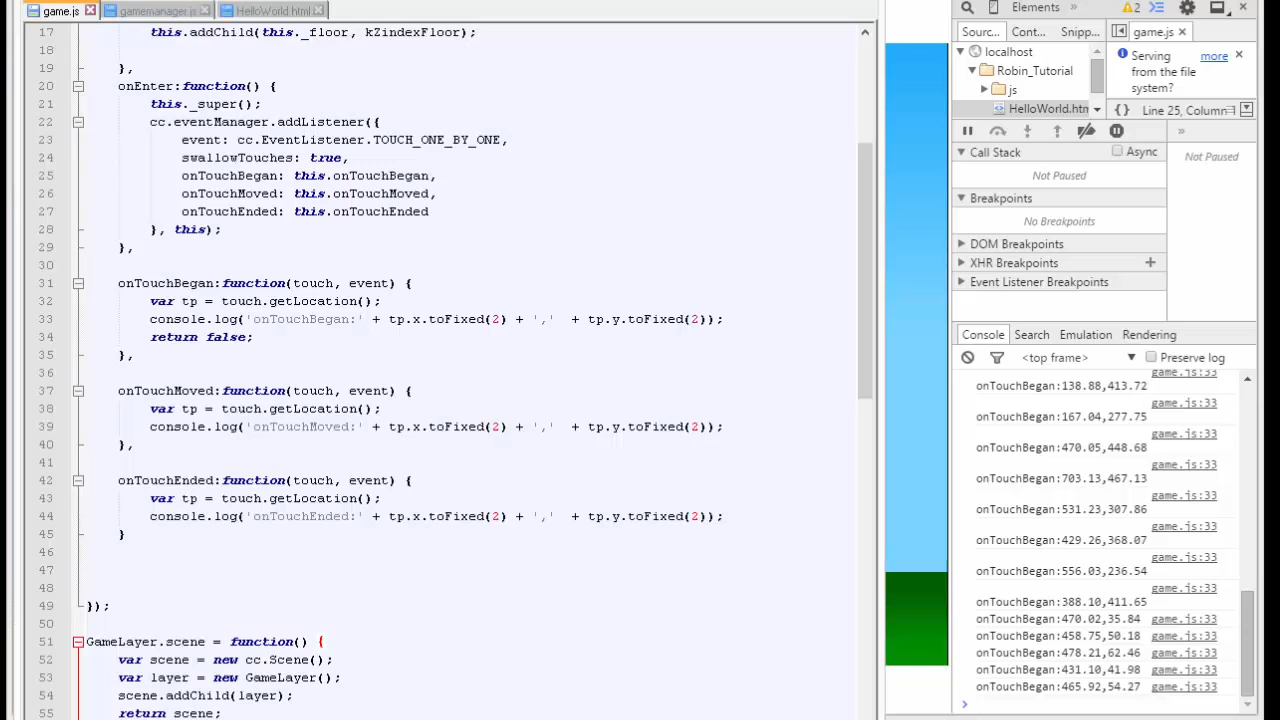 game.js gamemanager.js HelloWorld.html
17 this.addChild(this._floor, kZindexFloor);
18
19 },
20 onEnter:function() {
21 this._super();
22 cc.eventManager.addListener({
23 event: cc.EventListener.TOUCH_ONE_BY_ONE,
24 swallowTouches: true,
25 onTouchBegan: this.onTouchBegan,
26 onTouchMoved: this.onTouchMoved,
27 onTouchEnded: this.onTouchEnded
28 }, this);
29 },
30
31 onTouchBegan:function(touch, event) {
32 var tp = touch.getLocation();
33 console.log('onTouchBegan:' + tp.x.toFixed(2) + ',' + tp.y.toFixed(2));
34 return false;
35 },
36
37 onTouchMoved:function(touch, event) {
38 var tp = touch.getLocation();
39 console.log('onTouchMoved:' + tp.x.toFixed(2) + ',' + tp.y.toFixed(2));
40 },
41
42 onTouchEnded:function(touch, event) {
43 var tp = touch.getLocation();
44 console.log('onTouchEnded:' + tp.x.toFixed(2) + ',' + tp.y.toFixed(2));
45 }
46
47
48
49 });
50
51 GameLayer.scene = function() {
52 var scene = new cc.Scene();
53 var layer = new GameLayer();
54 scene.addChild(layer);
55 return scene;
Elements » 2
Sourc... Cont... Snipp...
game.js ×
localhost
Robin_Tutorial
js
HelloWorld.htm
Serving more ×
from the file
system?
{} Line 25, Column
»
Call Stack Async
Not Paused
Breakpoints
No Breakpoints
DOM Breakpoints
XHR Breakpoints +
Event Listener Breakpoints
Not Paused
Console Search Emulation Rendering
<top frame> ▼ Preserve log
game.js:33
onTouchBegan:138.88,413.72
game.js:33
onTouchBegan:167.04,277.75
game.js:33
onTouchBegan:470.05,448.68
game.js:33
onTouchBegan:703.13,467.13
game.js:33
onTouchBegan:531.23,307.86
game.js:33
onTouchBegan:429.26,368.07
game.js:33
onTouchBegan:556.03,236.54
game.js:33
onTouchBegan:388.10,411.65
onTouchBegan:470.02,35.84 game.js:33
onTouchBegan:458.75,50.18 game.js:33
onTouchBegan:478.21,62.46 game.js:33
onTouchBegan:431.10,41.98 game.js:33
onTouchBegan:465.92,54.27 game.js:33
>